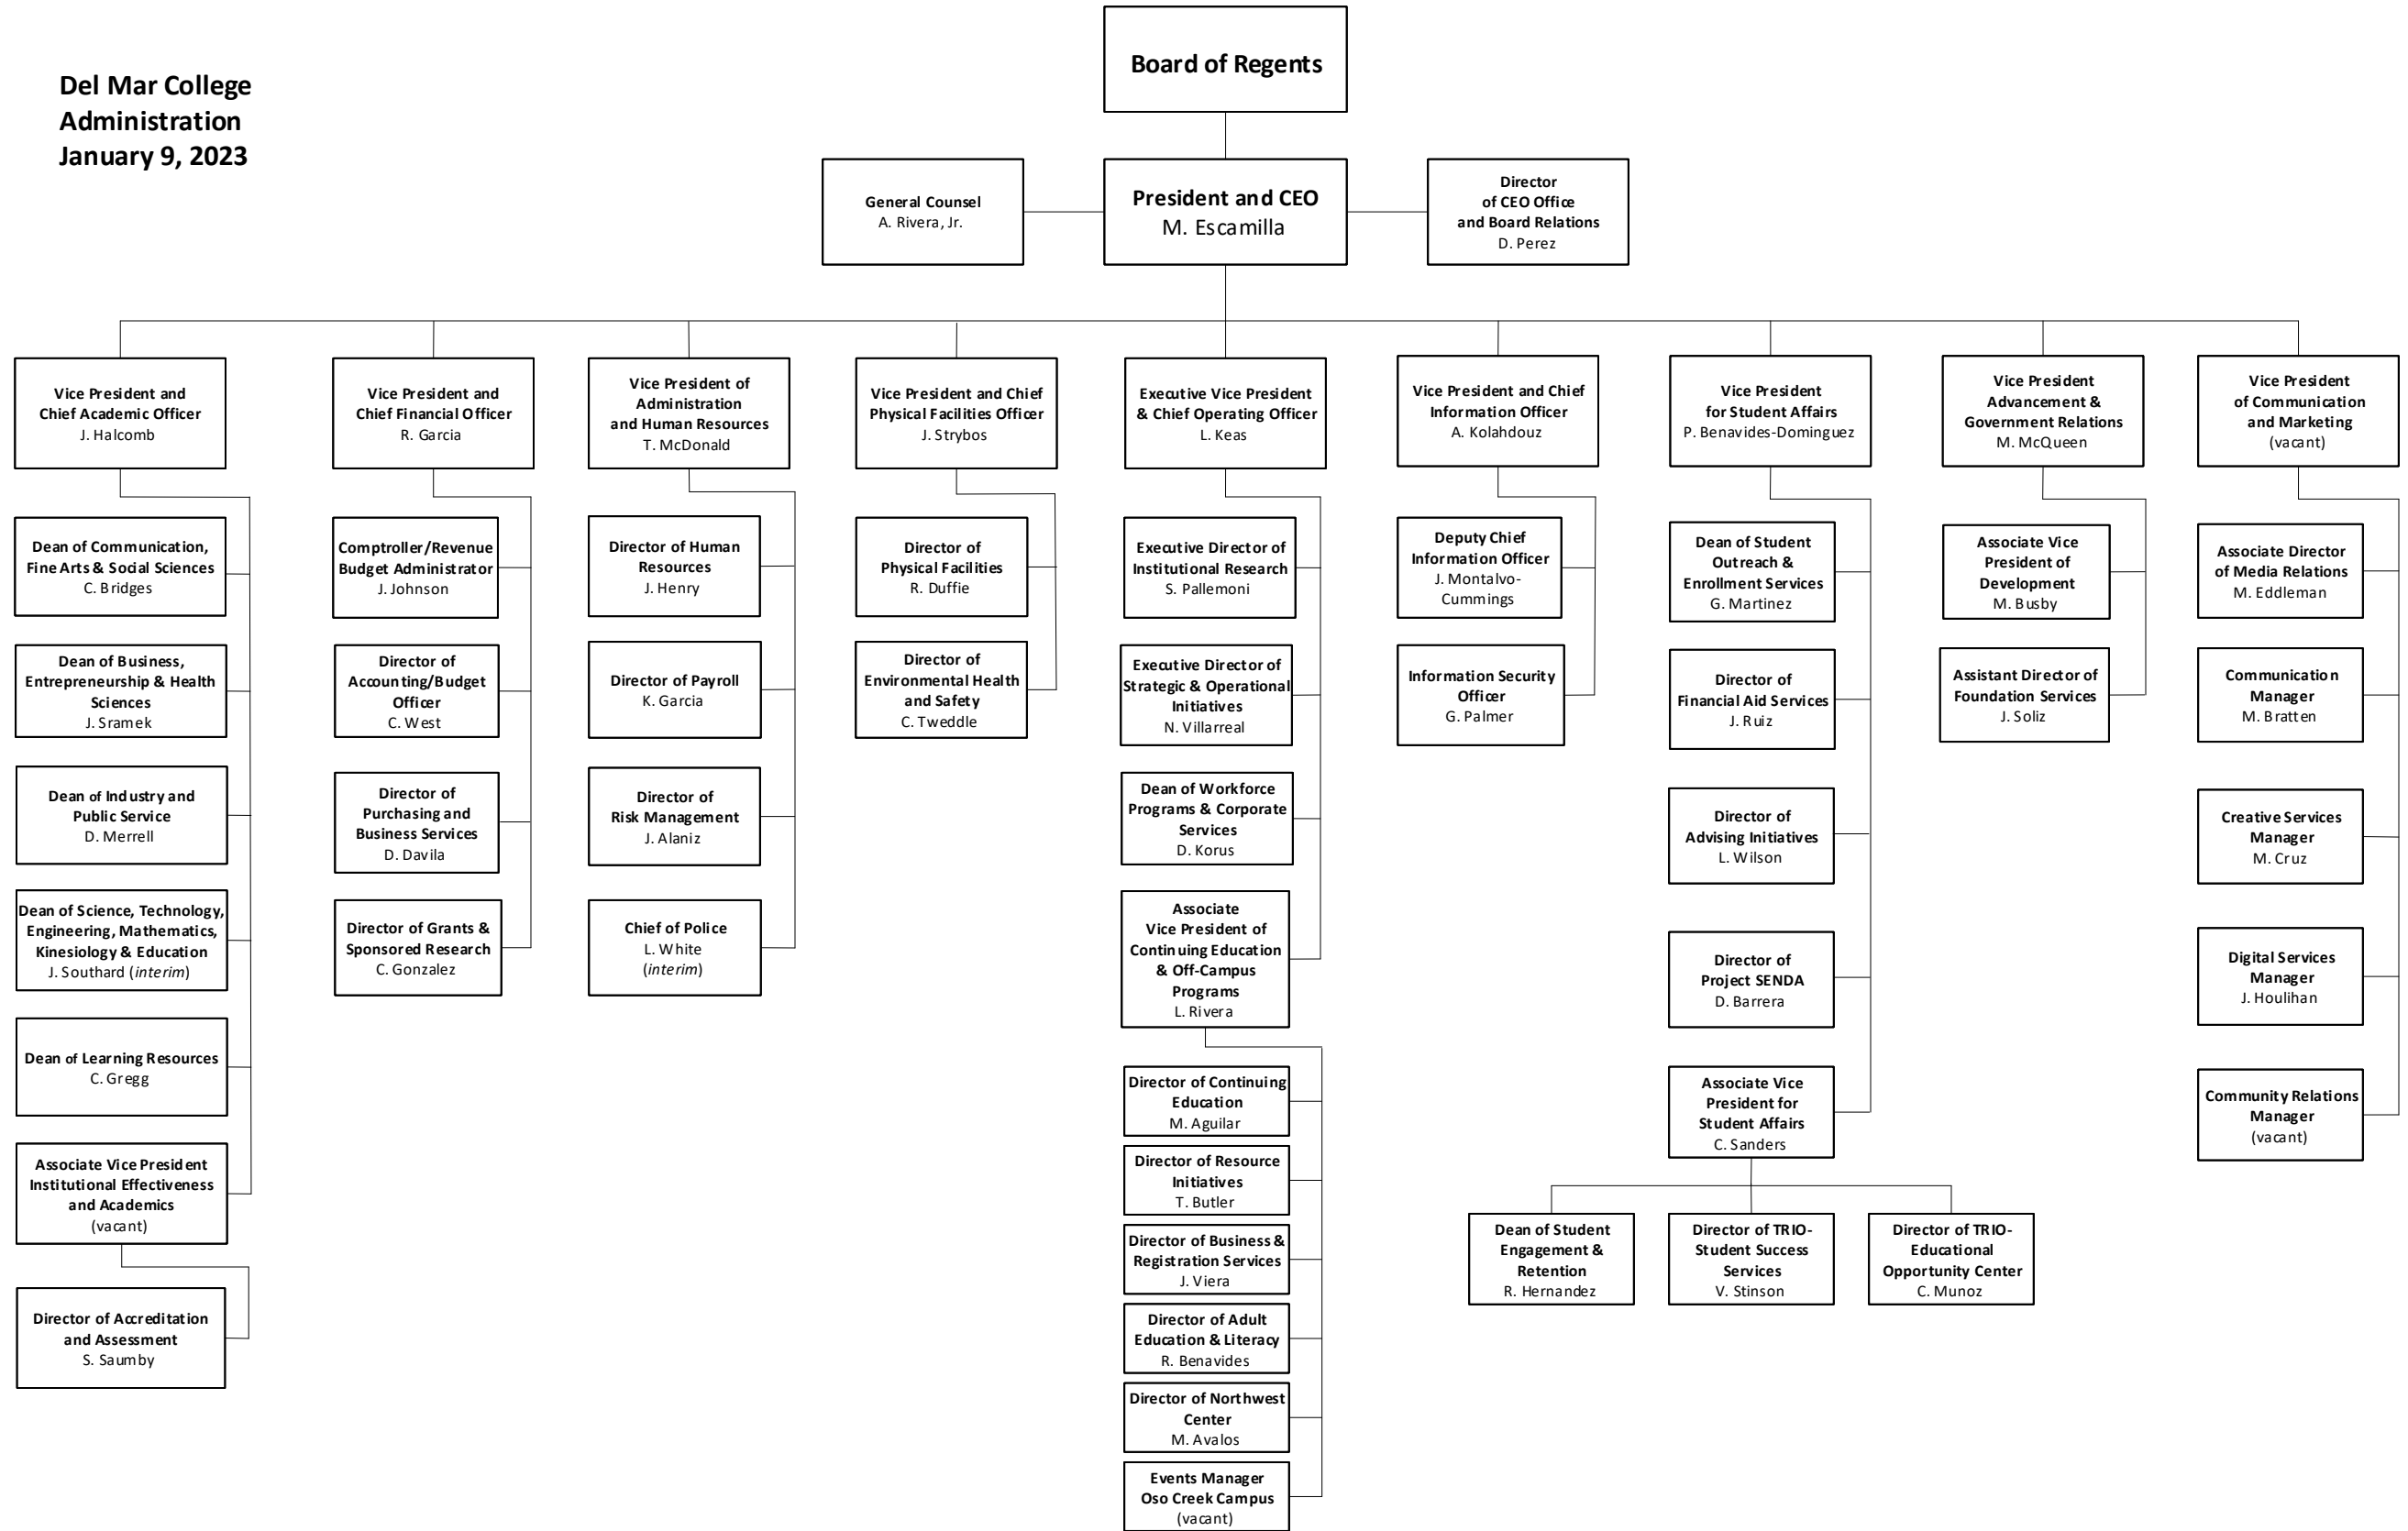 Del Mar College
Administration
January 9, 2023
Board of Regents
General Counsel
A. Rivera, Jr.
President and CEO
M. Escamilla
Director
of CEO Office
and Board Relations
D. Perez
Vice President and
Chief Academic Officer
J. Halcomb
Vice President and
Chief Financial Officer
R. Garcia
Vice President of
Administration
and Human Resources
T. McDonald
Vice President and Chief
Physical Facilities Officer
J. Strybos
Executive Vice President
& Chief Operating Officer
L. Keas
Vice President and Chief
Information Officer
A. Kolahdouz
Vice President
for Student Affairs
P. Benavides-Dominguez
Vice President
Advancement &
Government Relations
M. McQueen
Vice President
of Communication
and Marketing
(vacant)
Dean of Communication,
Fine Arts & Social Sciences
C. Bridges
Dean of Business,
Entrepreneurship & Health
Sciences
J. Sramek
Dean of Industry and
Public Service
D. Merrell
Dean of Science, Technology,
Engineering, Mathematics,
Kinesiology & Education
J. Southard (interim)
Dean of Learning Resources
C. Gregg
Associate Vice President
Institutional Effectiveness
and Academics
(vacant)
Director of Accreditation
and Assessment
S. Saumby
Comptroller/Revenue
Budget Administrator
J. Johnson
Director of
Accounting/Budget
Officer
C. West
Director of
Purchasing and
Business Services
D. Davila
Director of Grants &
Sponsored Research
C. Gonzalez
Director of Human
Resources
J. Henry
Director of Payroll
K. Garcia
Director of
Risk Management
J. Alaniz
Chief of Police
L. White
(interim)
Director of
Physical Facilities
R. Duffie
Director of
Environmental Health
and Safety
C. Tweddle
Executive Director of
Institutional Research
S. Pallemoni
Executive Director of
Strategic & Operational
Initiatives
N. Villarreal
Dean of Workforce
Programs & Corporate
Services
D. Korus
Associate
Vice President of
Continuing Education
& Off-Campus
Programs
L. Rivera
Director of Continuing
Education
M. Aguilar
Director of Resource
Initiatives
T. Butler
Director of Business &
Registration Services
J. Viera
Director of Adult
Education & Literacy
R. Benavides
Director of Northwest
Center
M. Avalos
Events Manager
Oso Creek Campus
(vacant)
Deputy Chief
Information Officer
J. Montalvo-
Cummings
Information Security
Officer
G. Palmer
Dean of Student
Outreach &
Enrollment Services
G. Martinez
Director of
Financial Aid Services
J. Ruiz
Director of
Advising Initiatives
L. Wilson
Director of
Project SENDA
D. Barrera
Associate Vice
President for
Student Affairs
C. Sanders
Dean of Student
Engagement &
Retention
R. Hernandez
Director of TRIO-
Student Success
Services
V. Stinson
Director of TRIO-
Educational
Opportunity Center
C. Munoz
Associate Vice
President of
Development
M. Busby
Assistant Director of
Foundation Services
J. Soliz
Associate Director
of Media Relations
M. Eddleman
Communication
Manager
M. Bratten
Creative Services
Manager
M. Cruz
Digital Services
Manager
J. Houlihan
Community Relations
Manager
(vacant)